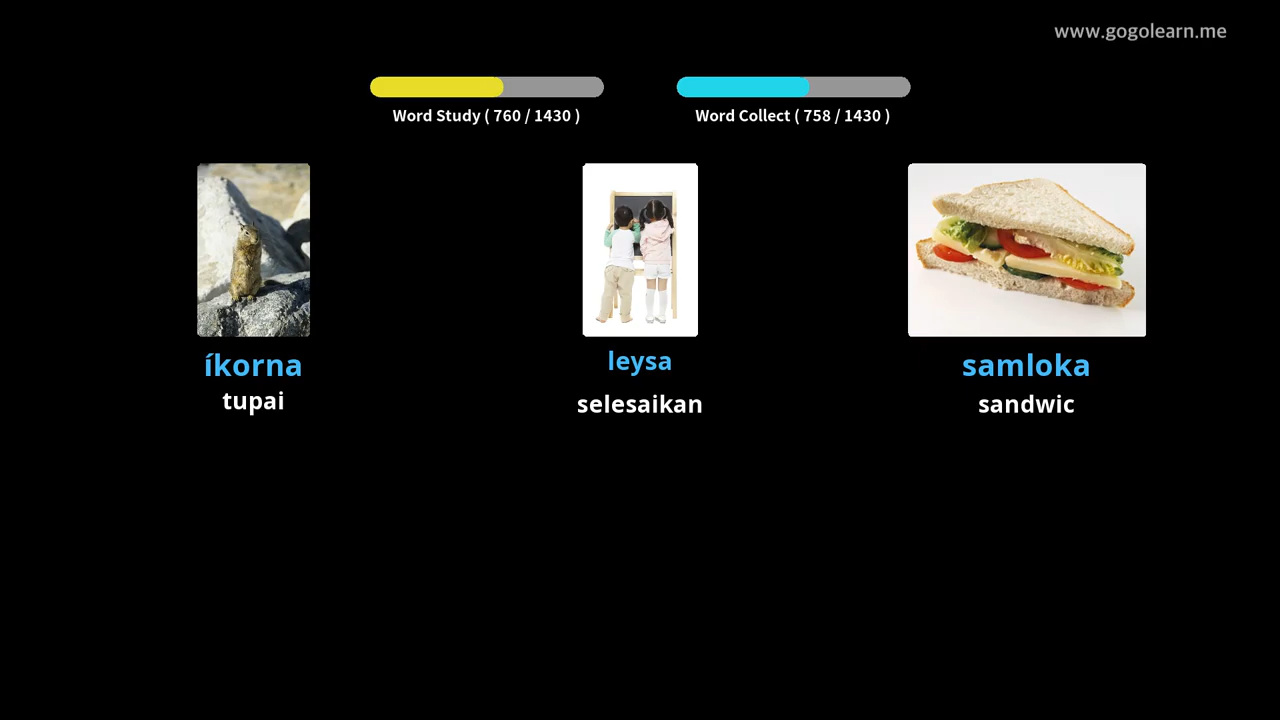 www.gogolearn.me
Word Study ( 760 / 1430 )
Word Collect ( 758 / 1430 )
íkorna
tupai
leysa
selesaikan
samloka
sandwic